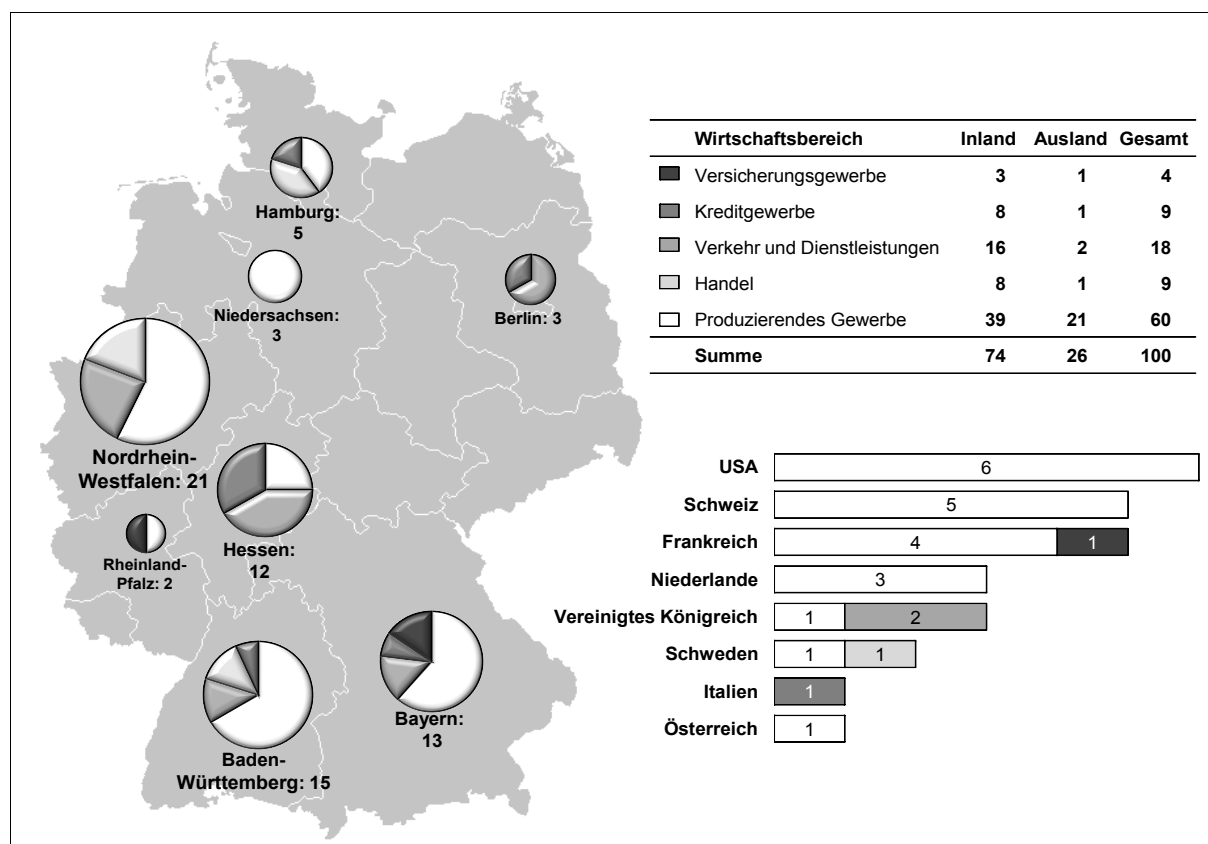 Hamburg:
5
Niedersachsen:
3
Berlin: 3
Nordrhein-
Westfalen: 21
Hessen:
12
Rheinland-
Pfalz: 2
Bayern:
13
Baden-
Württemberg: 15
Wirtschaftsbereich Inland Ausland Gesamt
Versicherungsgewerbe 3 1 4
Kreditgewerbe 8 1 9
Verkehr und Dienstleistungen 16 2 18
Handel 8 1 9
Produzierendes Gewerbe 39 21 60
Summe 74 26 100
USA 6
Schweiz 5
Frankreich 4 1
Niederlande 3
Vereinigtes Königreich 1 2
Schweden 1 1
Italien 1
Österreich 1